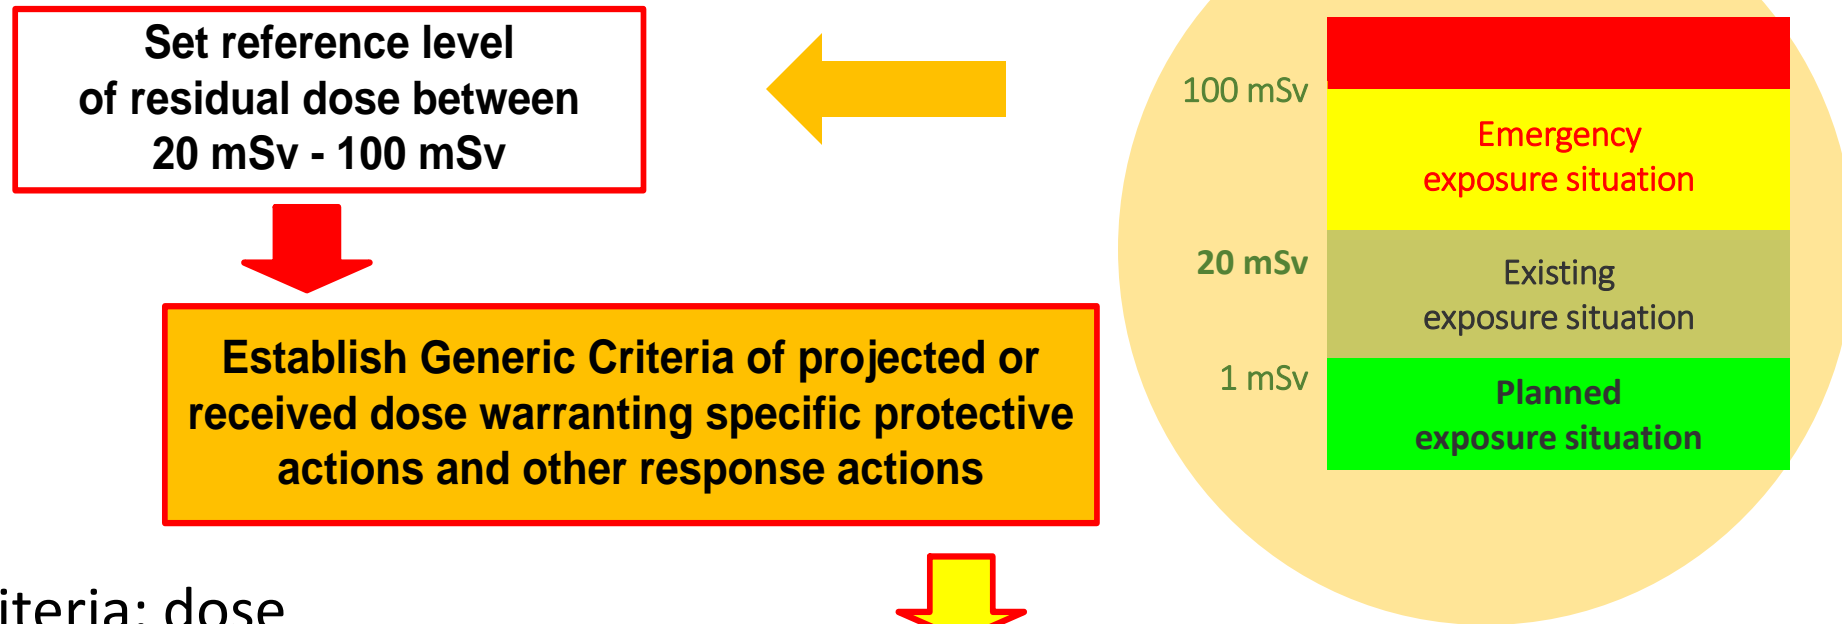 Set reference level
of residual dose between
20 mSv - 100 mSv
Establish Generic Criteria of projected or
received dose warranting specific protective
actions and other response actions
100 mSv
Emergency
exposure situation
20 mSv
Existing
exposure situation
1 mSv
Planned
exposure situation
iteria: dose